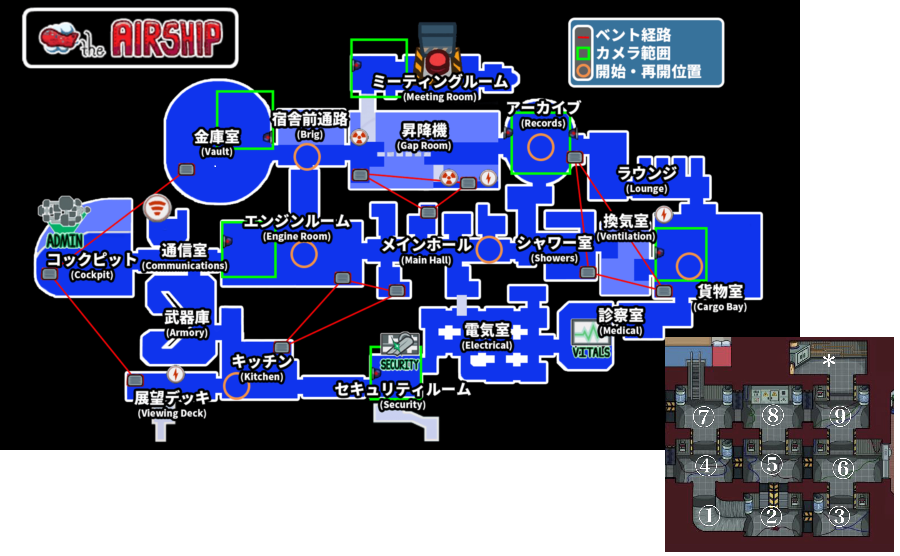 the AIRSHIP
ベント経路
カメラ範囲
開始・再開位置
ミーティングルーム
(Meeting Room)
アーカイブ
(Records)
宿舎前通路
(Brig)
昇降機
(Gap Room)
金庫室
(Vault)
ラウンジ
(Lounge)
ADMIN
コックピット
(Cockpit)
通信室
(Communications)
エンジンルーム
(Engine Room)
メインホール
(Main Hall)
シャワー室
(Showers)
換気室
(Ventilation)
貨物室
(Cargo Bay)
武器庫
(Armory)
電気室
(Electrical)
診察室
(Medical)
VITALS
キッチン
(Kitchen)
SECURITY
セキュリティルーム
(Security)
展望デッキ
(Viewing Deck)
*
⑦ ⑧ ⑨
④ ⑤ ⑥
① ② ③